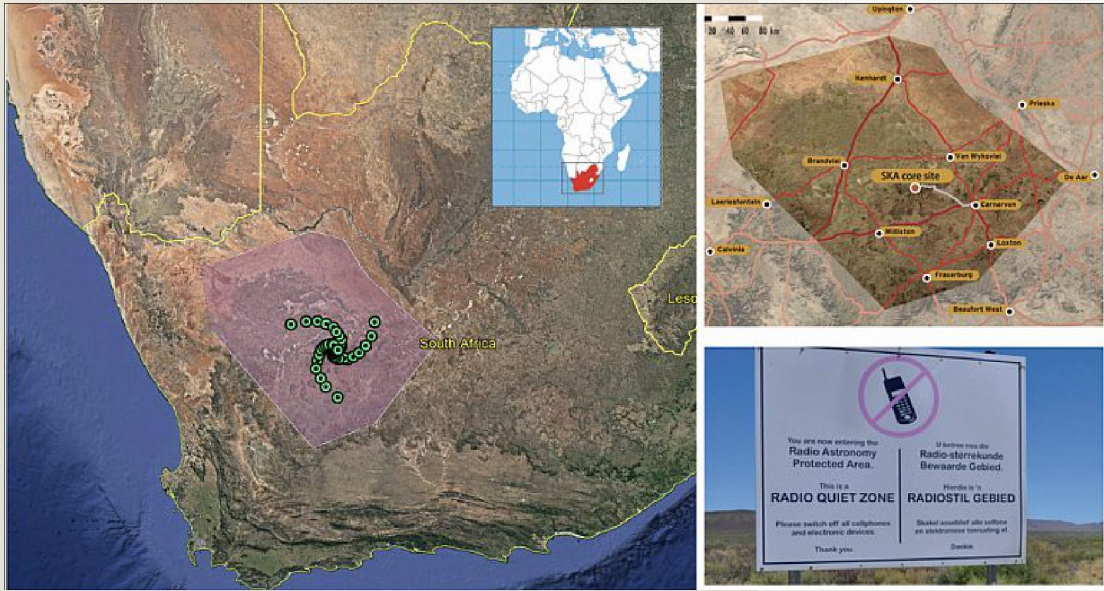 South Africa
Leso
20 40 60 80 km
Upington
Kenhardt
Prieska
Brandvlei
Van Wyksvlei
SKA core site
De Aar
Loeriesfontein
Carnarvon
Williston
Loxton
Calvinia
Fraserburg
Beaufort West
You are now entering the
Radio Astronomy
Protected Area.
This is a
RADIO QUIET ZONE
Please switch off all cellphones
and electronic devices.
Thank you.
U betree nou die
Radio-sterrekunde
Bewaarde Gebied.
Hierdie is 'n
RADIOSTIL GEBIED
Skakel asseblief alle selfone
en elektroniese toerusting af.
Dankie.